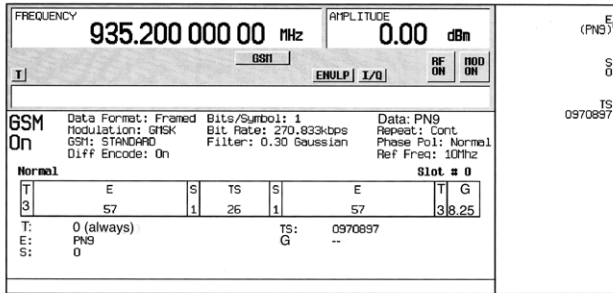 FREQUENCY
935.200 000 00 MHz
AMPLITUDE
0.00 dBm
GSM
T
ENVLP I/Q
RF ON
MOD ON
GSM On
Data Format: Framed Bits/Symbol: 1 Data: PN9
Modulation: GMSK Bit Rate: 270.833kbps Repeat: Cont
GSM: STANDARD Filter: 0.30 Gaussian Phase Pol: Normal
Diff Encode: On Ref Freq: 10Mhz
Normal Slot # 0
T E S TS S E T G
3 57 1 26 1 57 3 8.25
T: 0 (always) TS: 0970897
E: PN9 G --
S: 0
E
(PN9)
S
0
TS
0970897